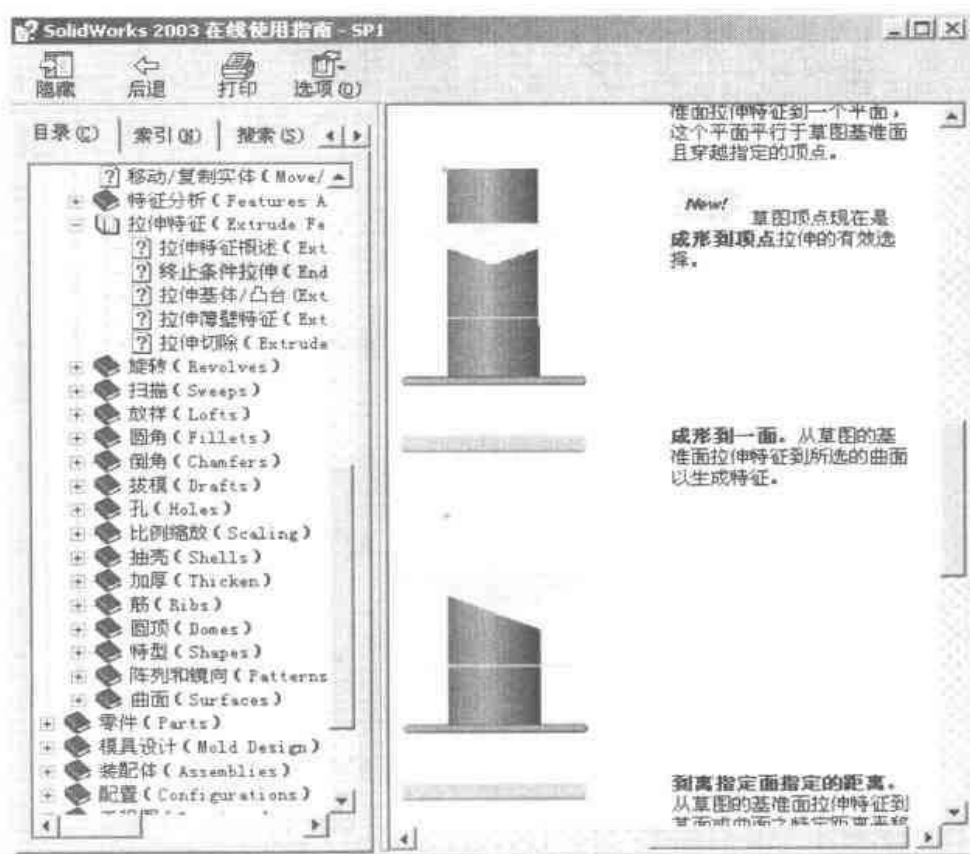 SolidWorks 2003 在线使用指南 - SP1
隐藏 后退 打印 选项(O)
目录(C) 索引(N) 搜索(S)
移动/复制实体(Move/
特征分析(Features A
拉伸特征(Extrude Fe
拉伸特征概述(Ext
终止条件拉伸(End
拉伸基体/凸台(Ext
拉伸薄壁特征(Ext
拉伸切除(Extrude
旋转(Revolves)
扫描(Sweeps)
放样(Lofts)
圆角(Fillets)
倒角(Chamfers)
拔模(Drafts)
孔(Holes)
比例缩放(Scaling)
抽壳(Shells)
加厚(Thicken)
筋(Ribs)
圆顶(Domes)
特型(Shapes)
阵列和镜向(Patterns
曲面(Surfaces)
零件(Parts)
模具设计(Mold Design)
装配体(Assemblies)
配置(Configurations)
准面拉伸特征到一个平面,
这个平面平行于草图基准面
且穿越指定的顶点。
New! 草图顶点现在是
成形到顶点拉伸的有效选
择。
成形到一面。从草图的基
准面拉伸特征到所选的曲面
以生成特征。
到离指定面指定的距离。
从草图的基准面拉伸特征到
某面或曲面之特定距离平移